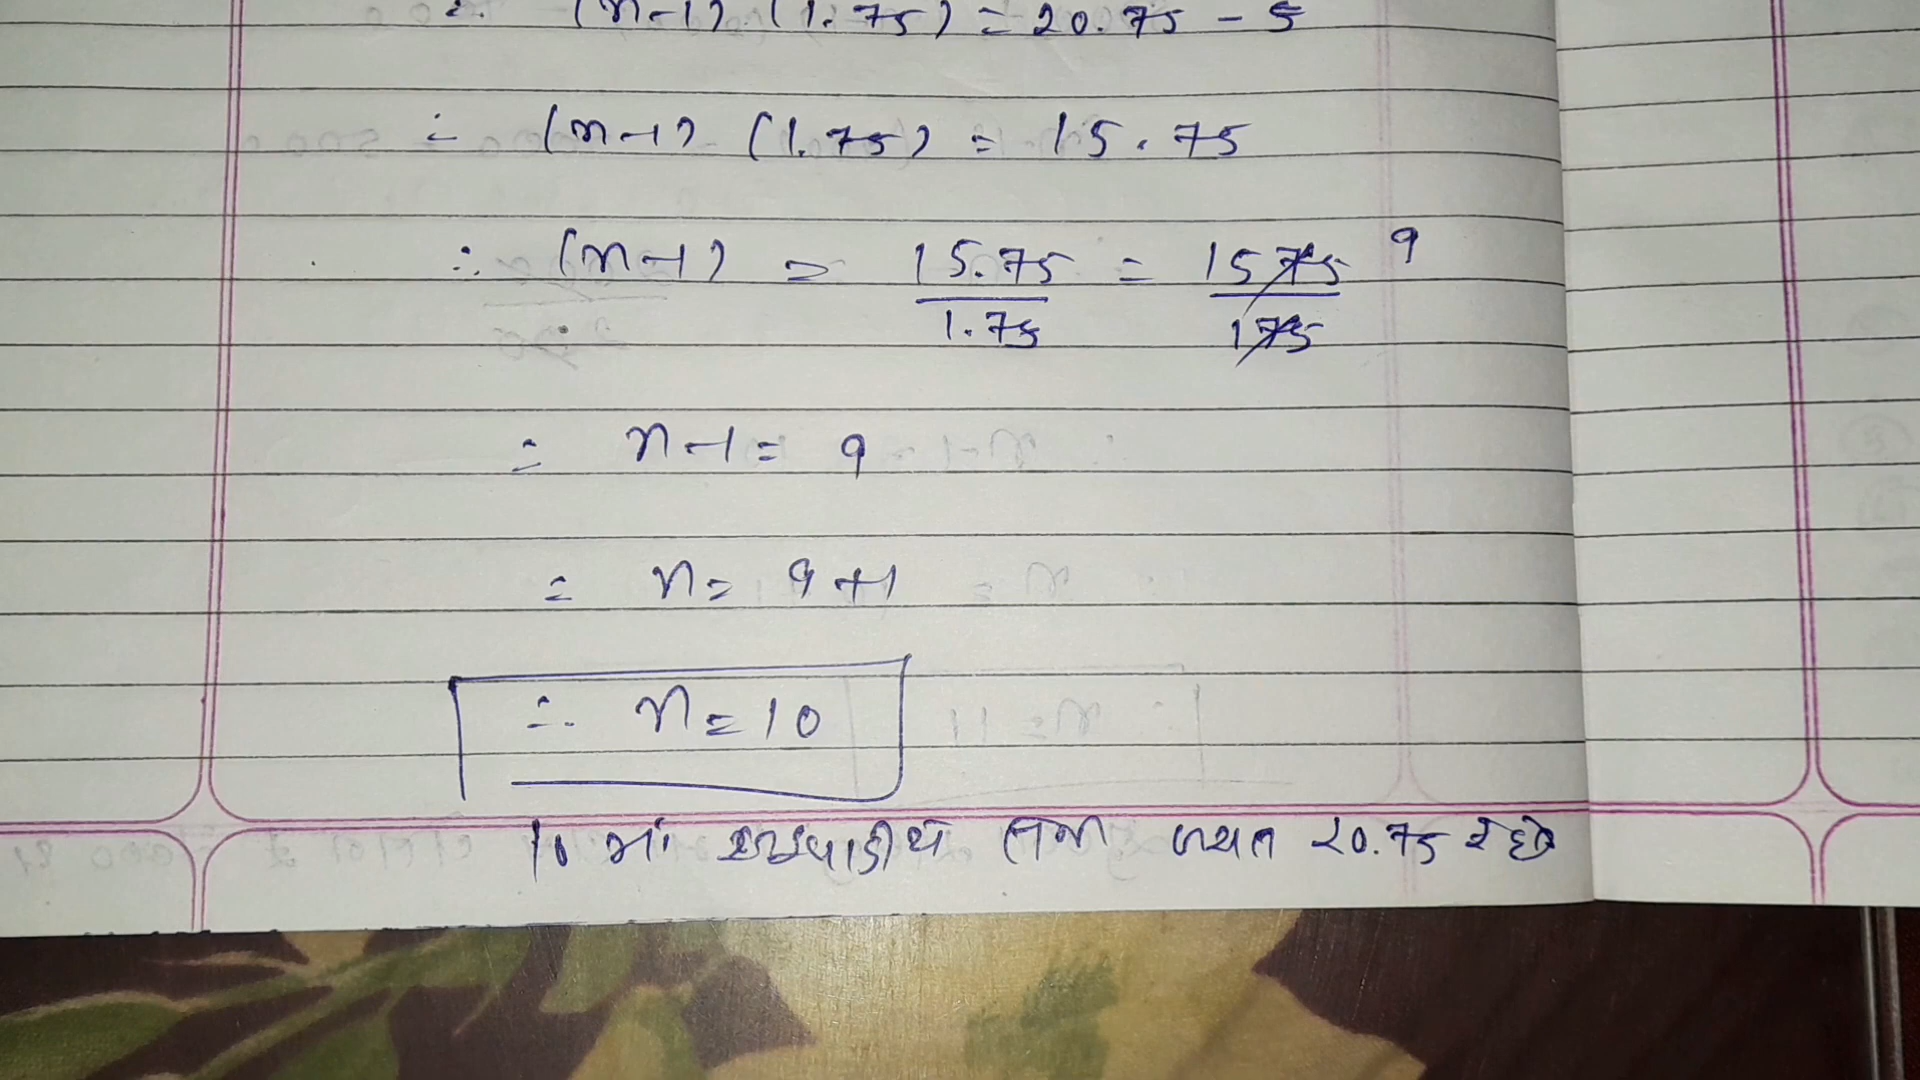 ∴ (n-1) (1.75) = 20.75 - 5
∴ (n-1) (1.75) = 15.75
∴ (n-1) = 15.75/1.75 = 1575/175 9
∴ n-1 = 9
= n = 9+1
∴ n = 10
10 માં અઠવાડીયે તેની બચત 20.75 રે છે